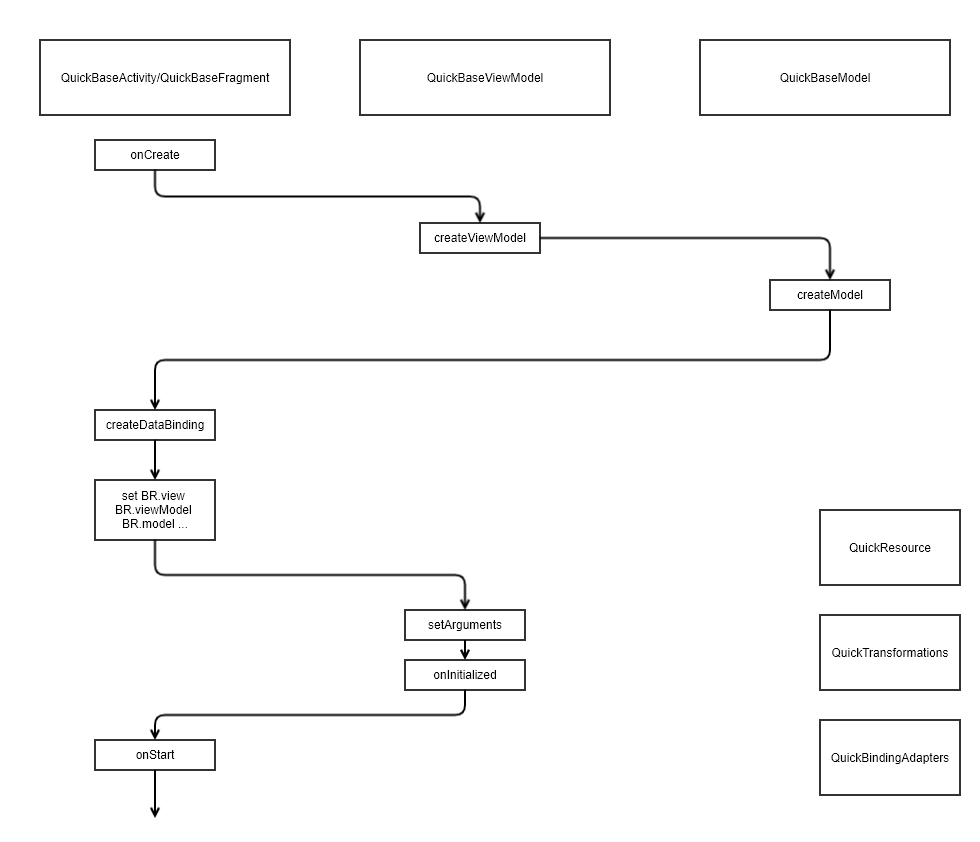 QuickBaseActivity/QuickBaseFragment
QuickBaseViewModel
QuickBaseModel
onCreate
createViewModel
createModel
createDataBinding
set BR.view
BR.viewModel
BR.model ...
QuickResource
setArguments
QuickTransformations
onInitialized
onStart
QuickBindingAdapters